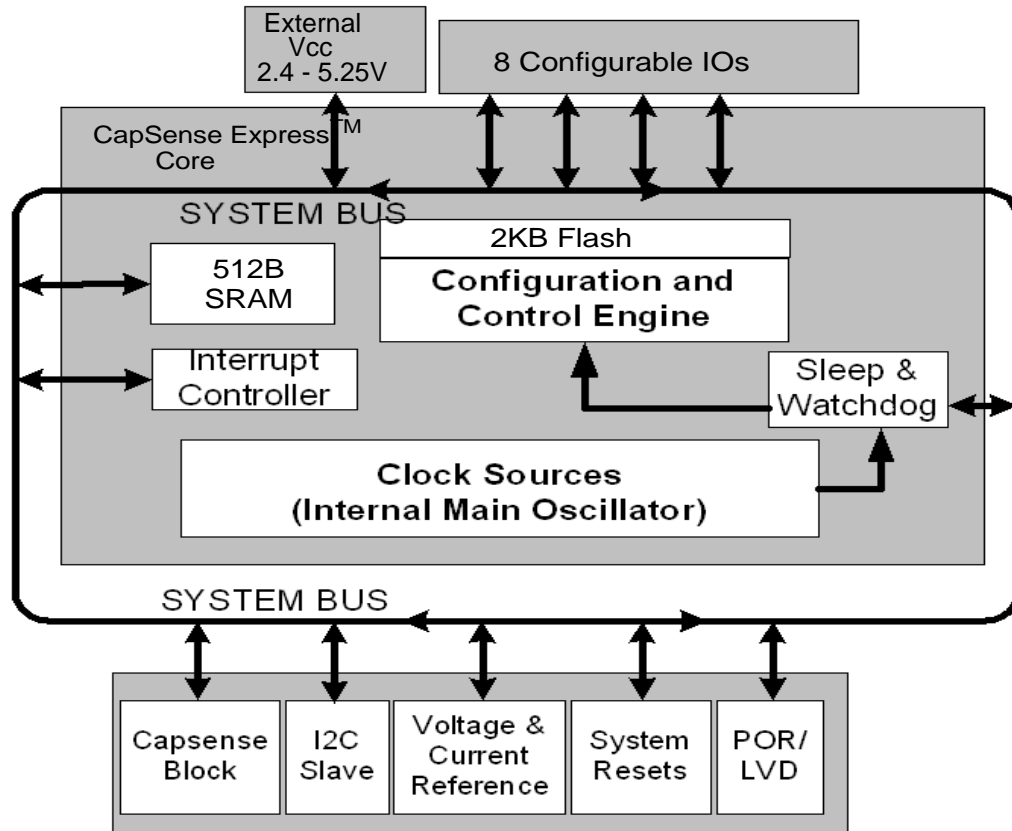 External
Vcc
2.4 - 5.25V
8 Configurable IOs
CapSense Express™
Core
SYSTEM BUS
2KB Flash
512B
SRAM
Configuration and
Control Engine
Interrupt
Controller
Sleep &
Watchdog
Clock Sources
(Internal Main Oscillator)
SYSTEM BUS
Capsense
Block
I2C
Slave
Voltage &
Current
Reference
System
Resets
POR/
LVD